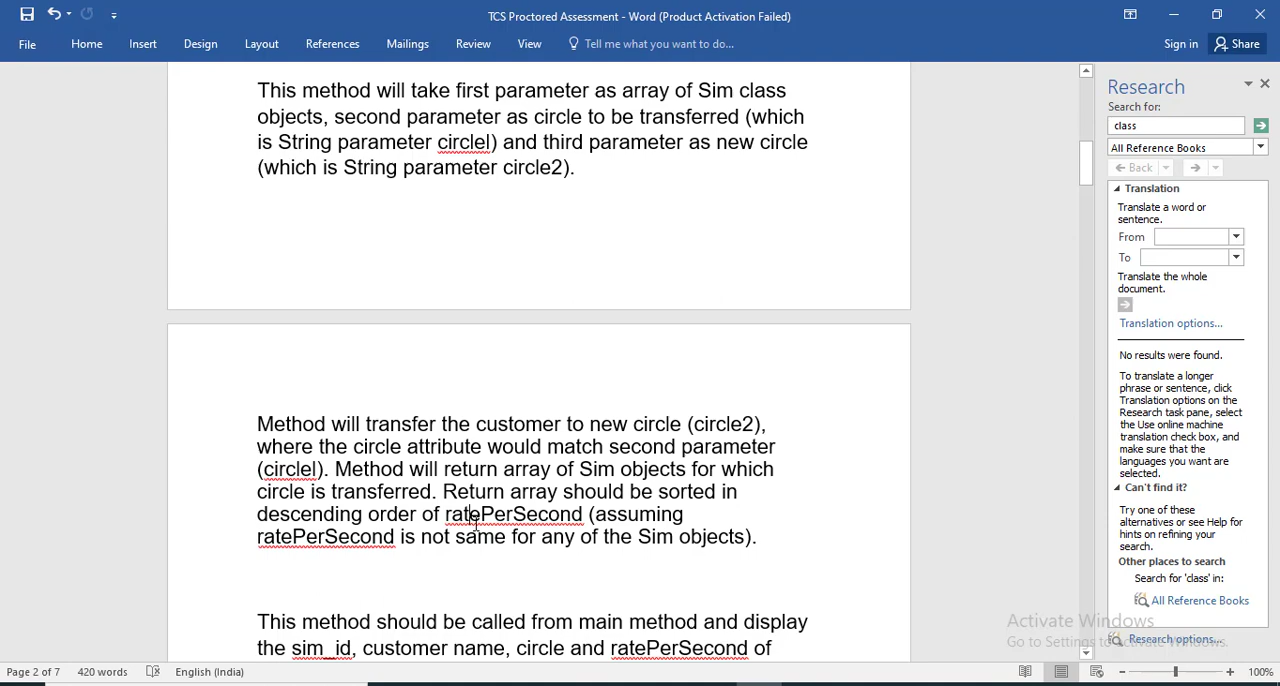 TCS Proctored Assessment - Word (Product Activation Failed)
File Home Insert Design Layout References Mailings Review View Tell me what you want to do... Sign in Share
This method will take first parameter as array of Sim class
objects, second parameter as circle to be transferred (which
is String parameter circlel) and third parameter as new circle
(which is String parameter circle2).
Method will transfer the customer to new circle (circle2),
where the circle attribute would match second parameter
(circlel). Method will return array of Sim objects for which
circle is transferred. Return array should be sorted in
descending order of ratePerSecond (assuming
ratePerSecond is not same for any of the Sim objects).
This method should be called from main method and display
the sim_id, customer name, circle and ratePerSecond of
Research
Search for:
class
All Reference Books
Back
Translation
Translate a word or
sentence.
From
To
Translate the whole
document.
Translation options...
No results were found.
To translate a longer
phrase or sentence, click
Translation options on the
Research task pane, select
the Use online machine
translation check box, and
make sure that the
languages you want are
selected.
Can't find it?
Try one of these
alternatives or see Help for
hints on refining your
search.
Other places to search
Search for 'class' in:
All Reference Books
Research options...
Activate Windows
Go to Settings to activate Windows.
Page 2 of 7 420 words English (India) 100%